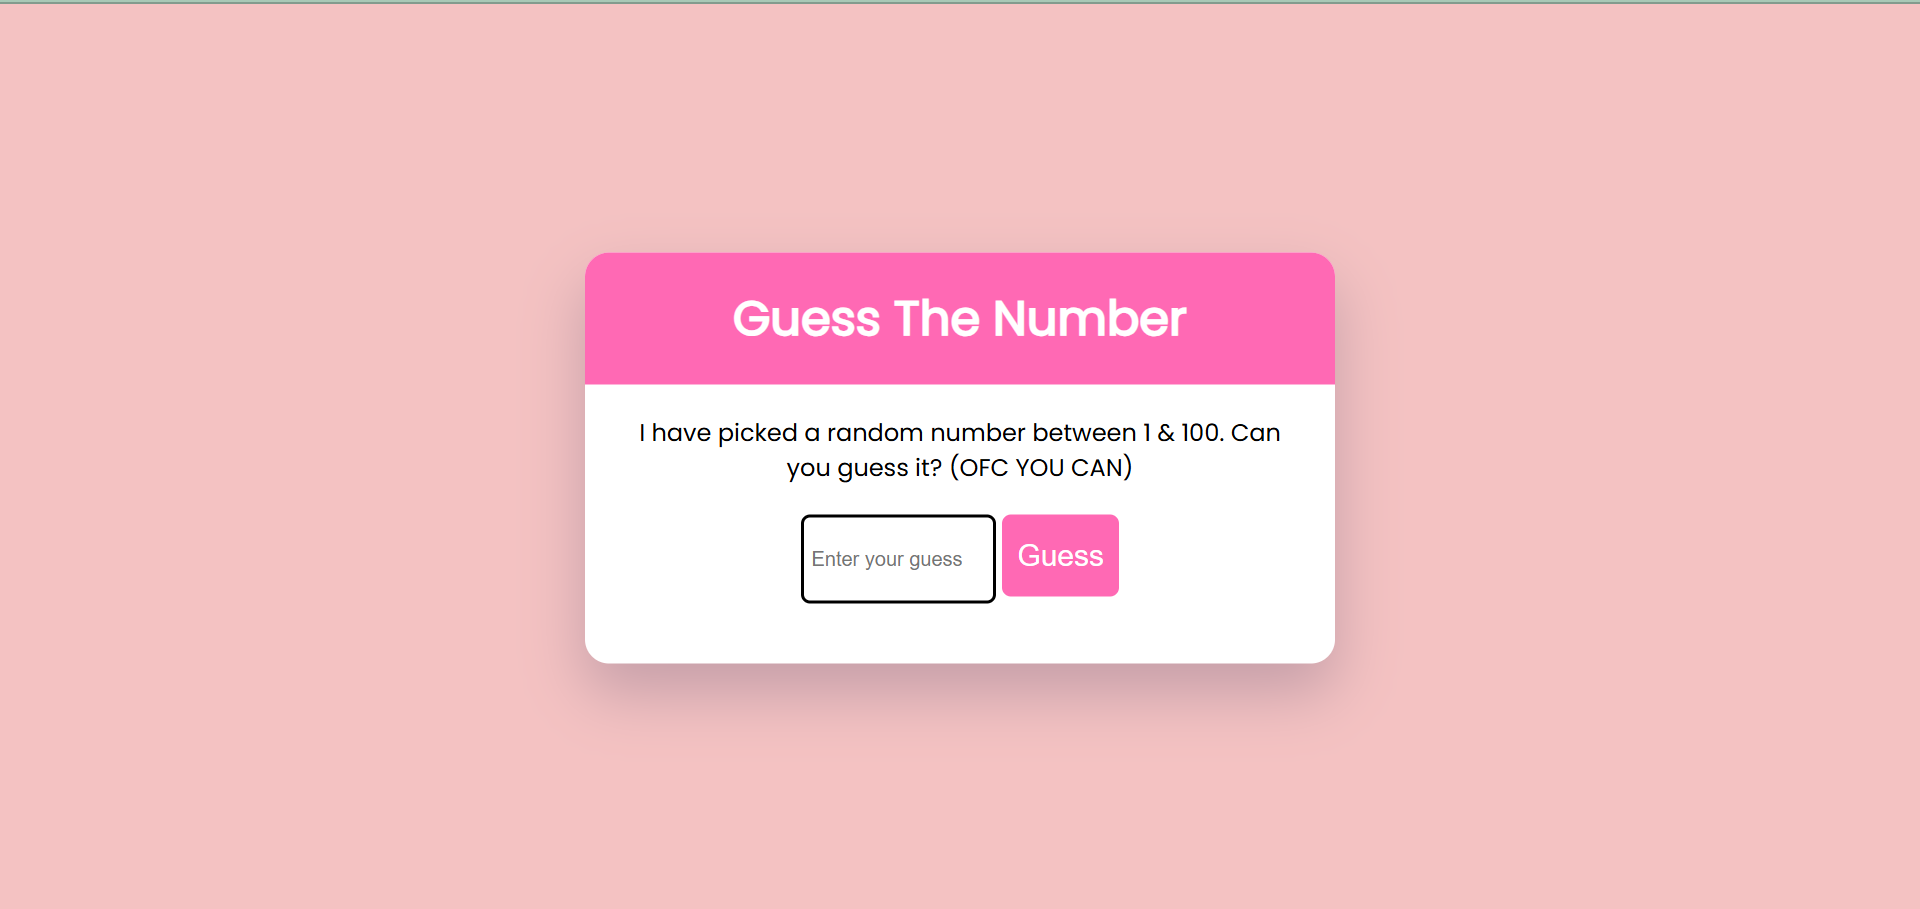 Guess The Number
I have picked a random number between 1 & 100. Can
you guess it? (OFC YOU CAN)
Enter your guess
Guess